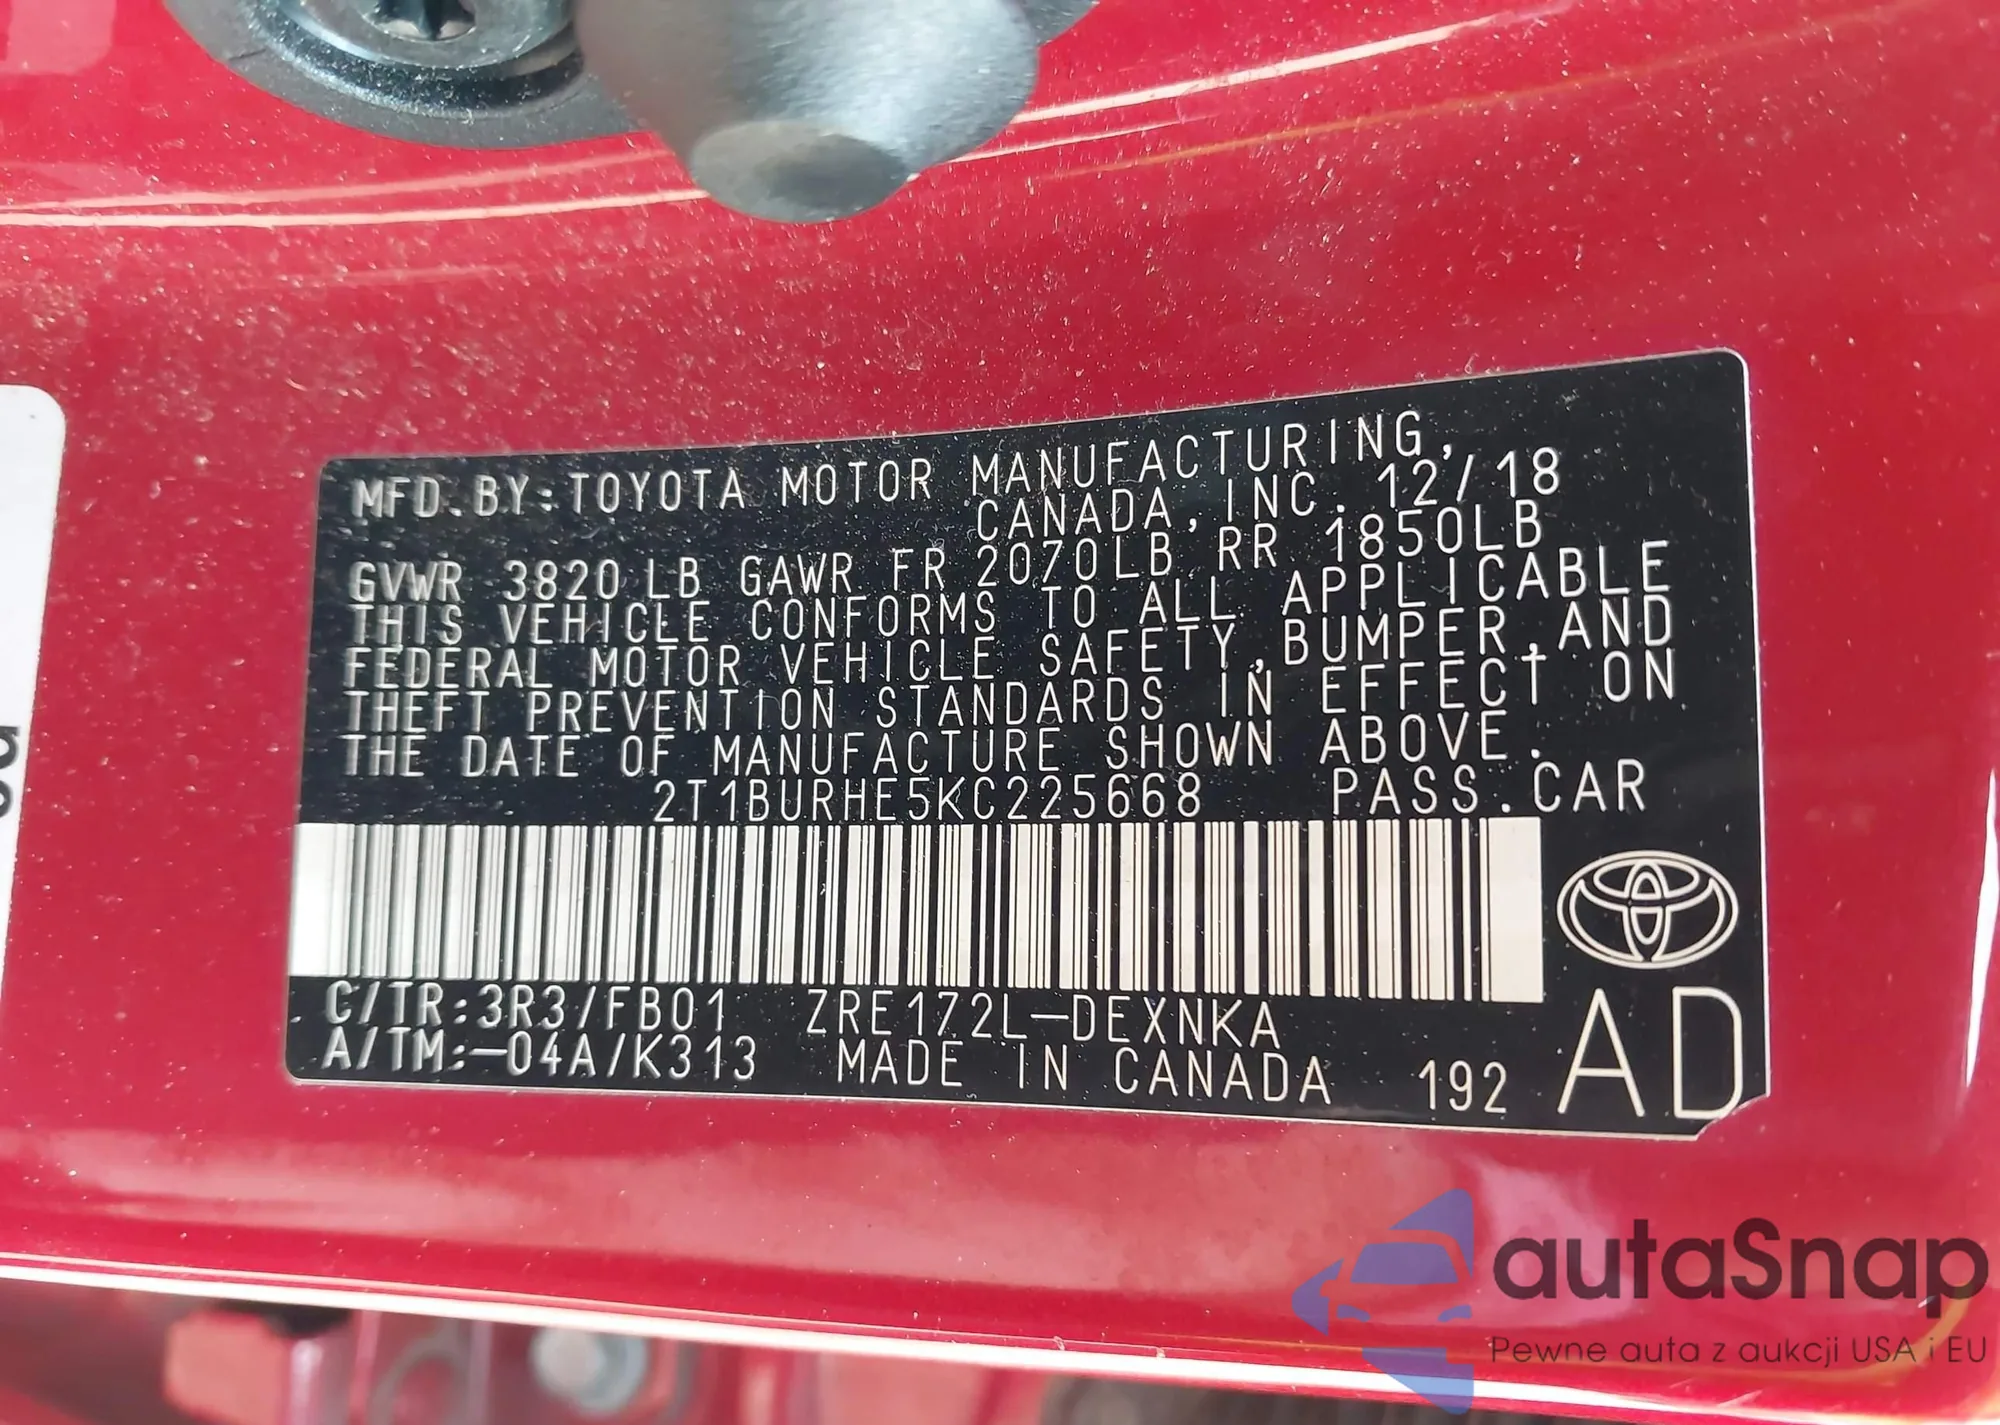 MFD. BY: TOYOTA MOTOR MANUFACTURING,
CANADA, INC. 12/18
GVWR 3820 LB GAWR FR 2070LB RR 1850LB
THIS VEHICLE CONFORMS TO ALL APPLICABLE
FEDERAL MOTOR VEHICLE SAFETY, BUMPER, AND
THEFT PREVENTION STANDARDS IN EFFECT ON
THE DATE OF MANUFACTURE SHOWN ABOVE.
2T1BURHE5KC225668 PASS. CAR
C/TR: 3R3/FB01 ZRE172L-DEXNKA
A/TM: -04A/K313 MADE IN CANADA 192 AD
autaSnap
Pewne auta z aukcji USA i EU